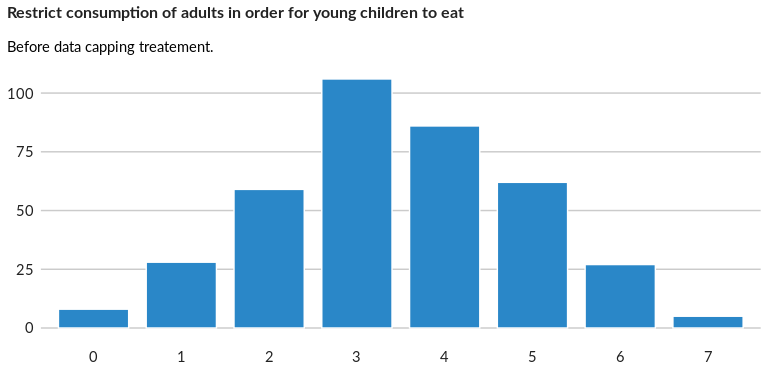 Restrict consumption of adults in order for young children to eat
Before data capping treatement.
100
75
50
25
0
0 1 2 3 4 5 6 7